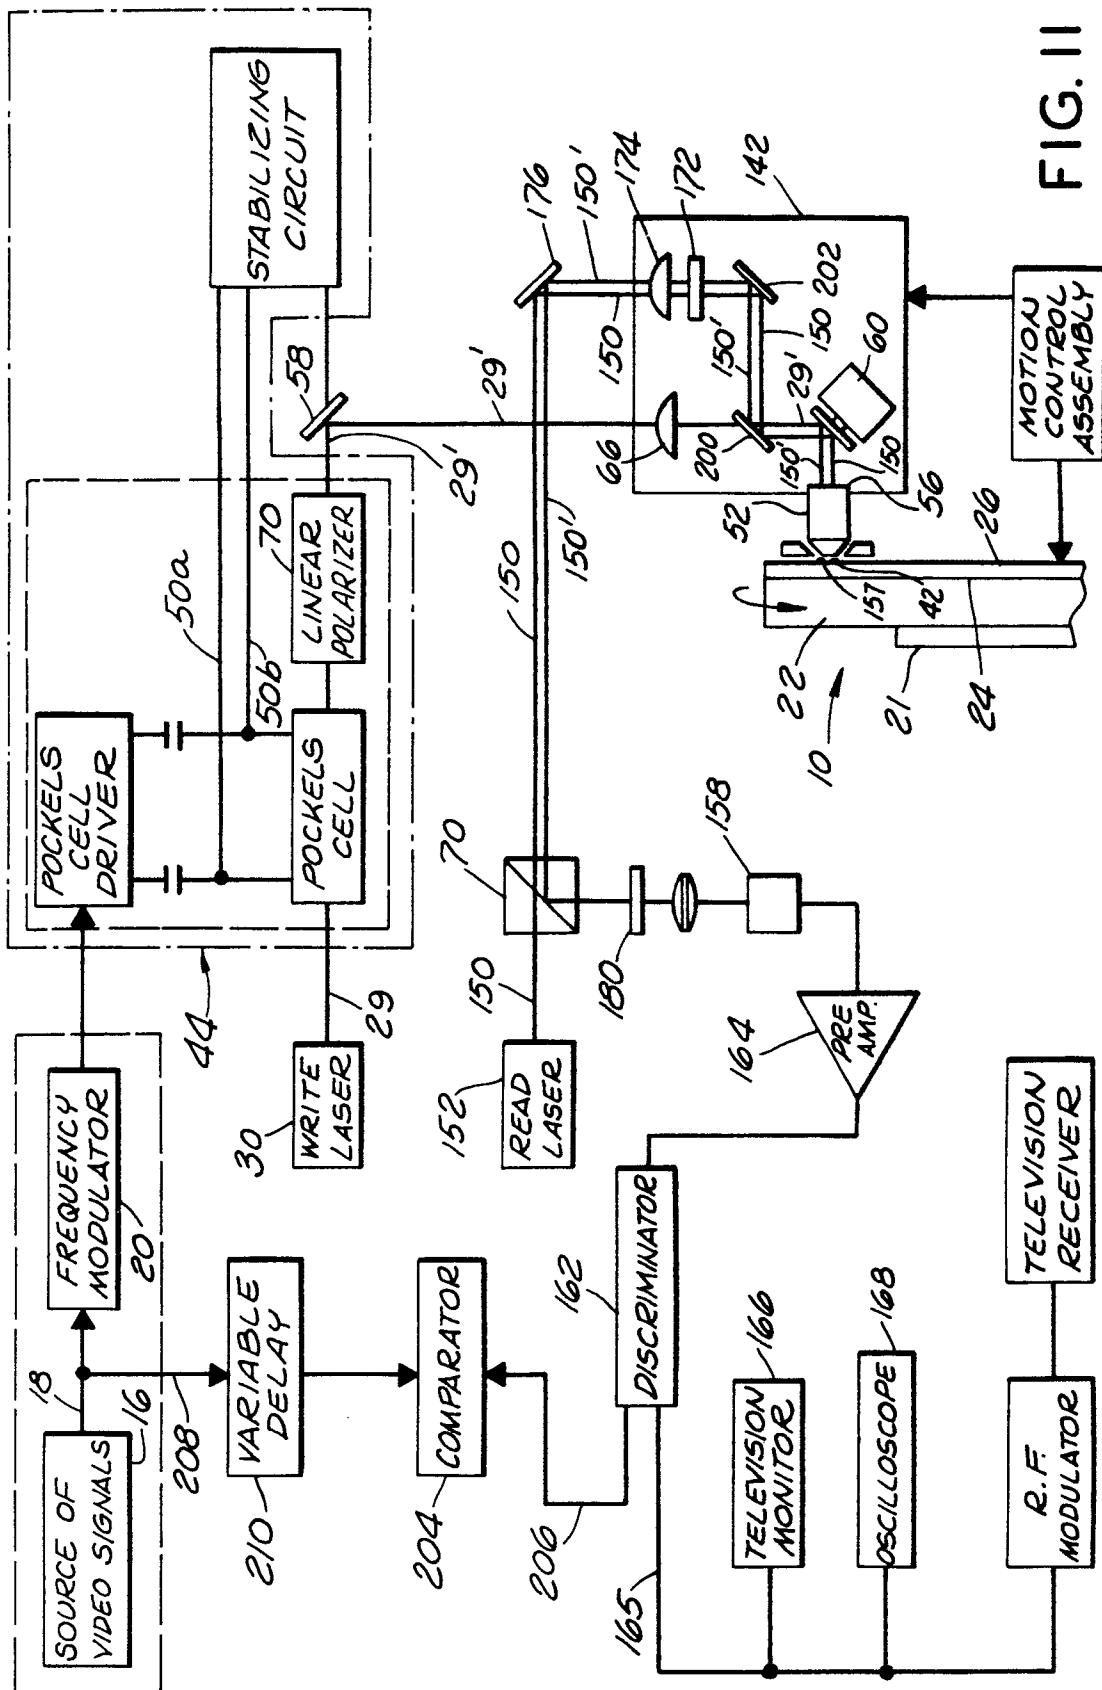 SOURCE OF
VIDEO SIGNALS
16
18
FREQUENCY
MODULATOR
20
208
44
POCKELS
CELL
DRIVER
50a
50b
STABILIZING
CIRCUIT
30
WRITE
LASER
29
POCKELS
CELL
LINEAR
POLARIZER
70
29'
58
29'
210
VARIABLE
DELAY
204
COMPARATOR
206
152
READ
LASER
150
70
150
150'
176
150'
150
174
172
142
66
202
150'
150
200
29'
60
150'
150
52
56
157
42
26
22
24
21
10
180
158
164
PRE
AMP.
162
DISCRIMINATOR
165
TELEVISION
MONITOR
166
OSCILLOSCOPE
168
R.F.
MODULATOR
TELEVISION
RECEIVER
MOTION
CONTROL
ASSEMBLY
FIG. 11